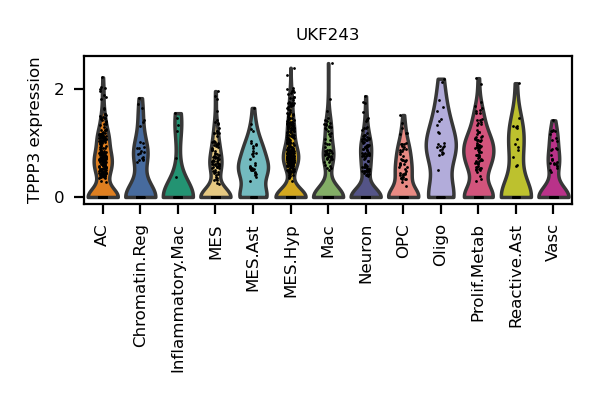 UKF243
TPPP3 expression
2
0
AC
Chromatin.Reg
Inflammatory.Mac
MES
MES.Ast
MES.Hyp
Mac
Neuron
OPC
Oligo
Prolif.Metab
Reactive.Ast
Vasc